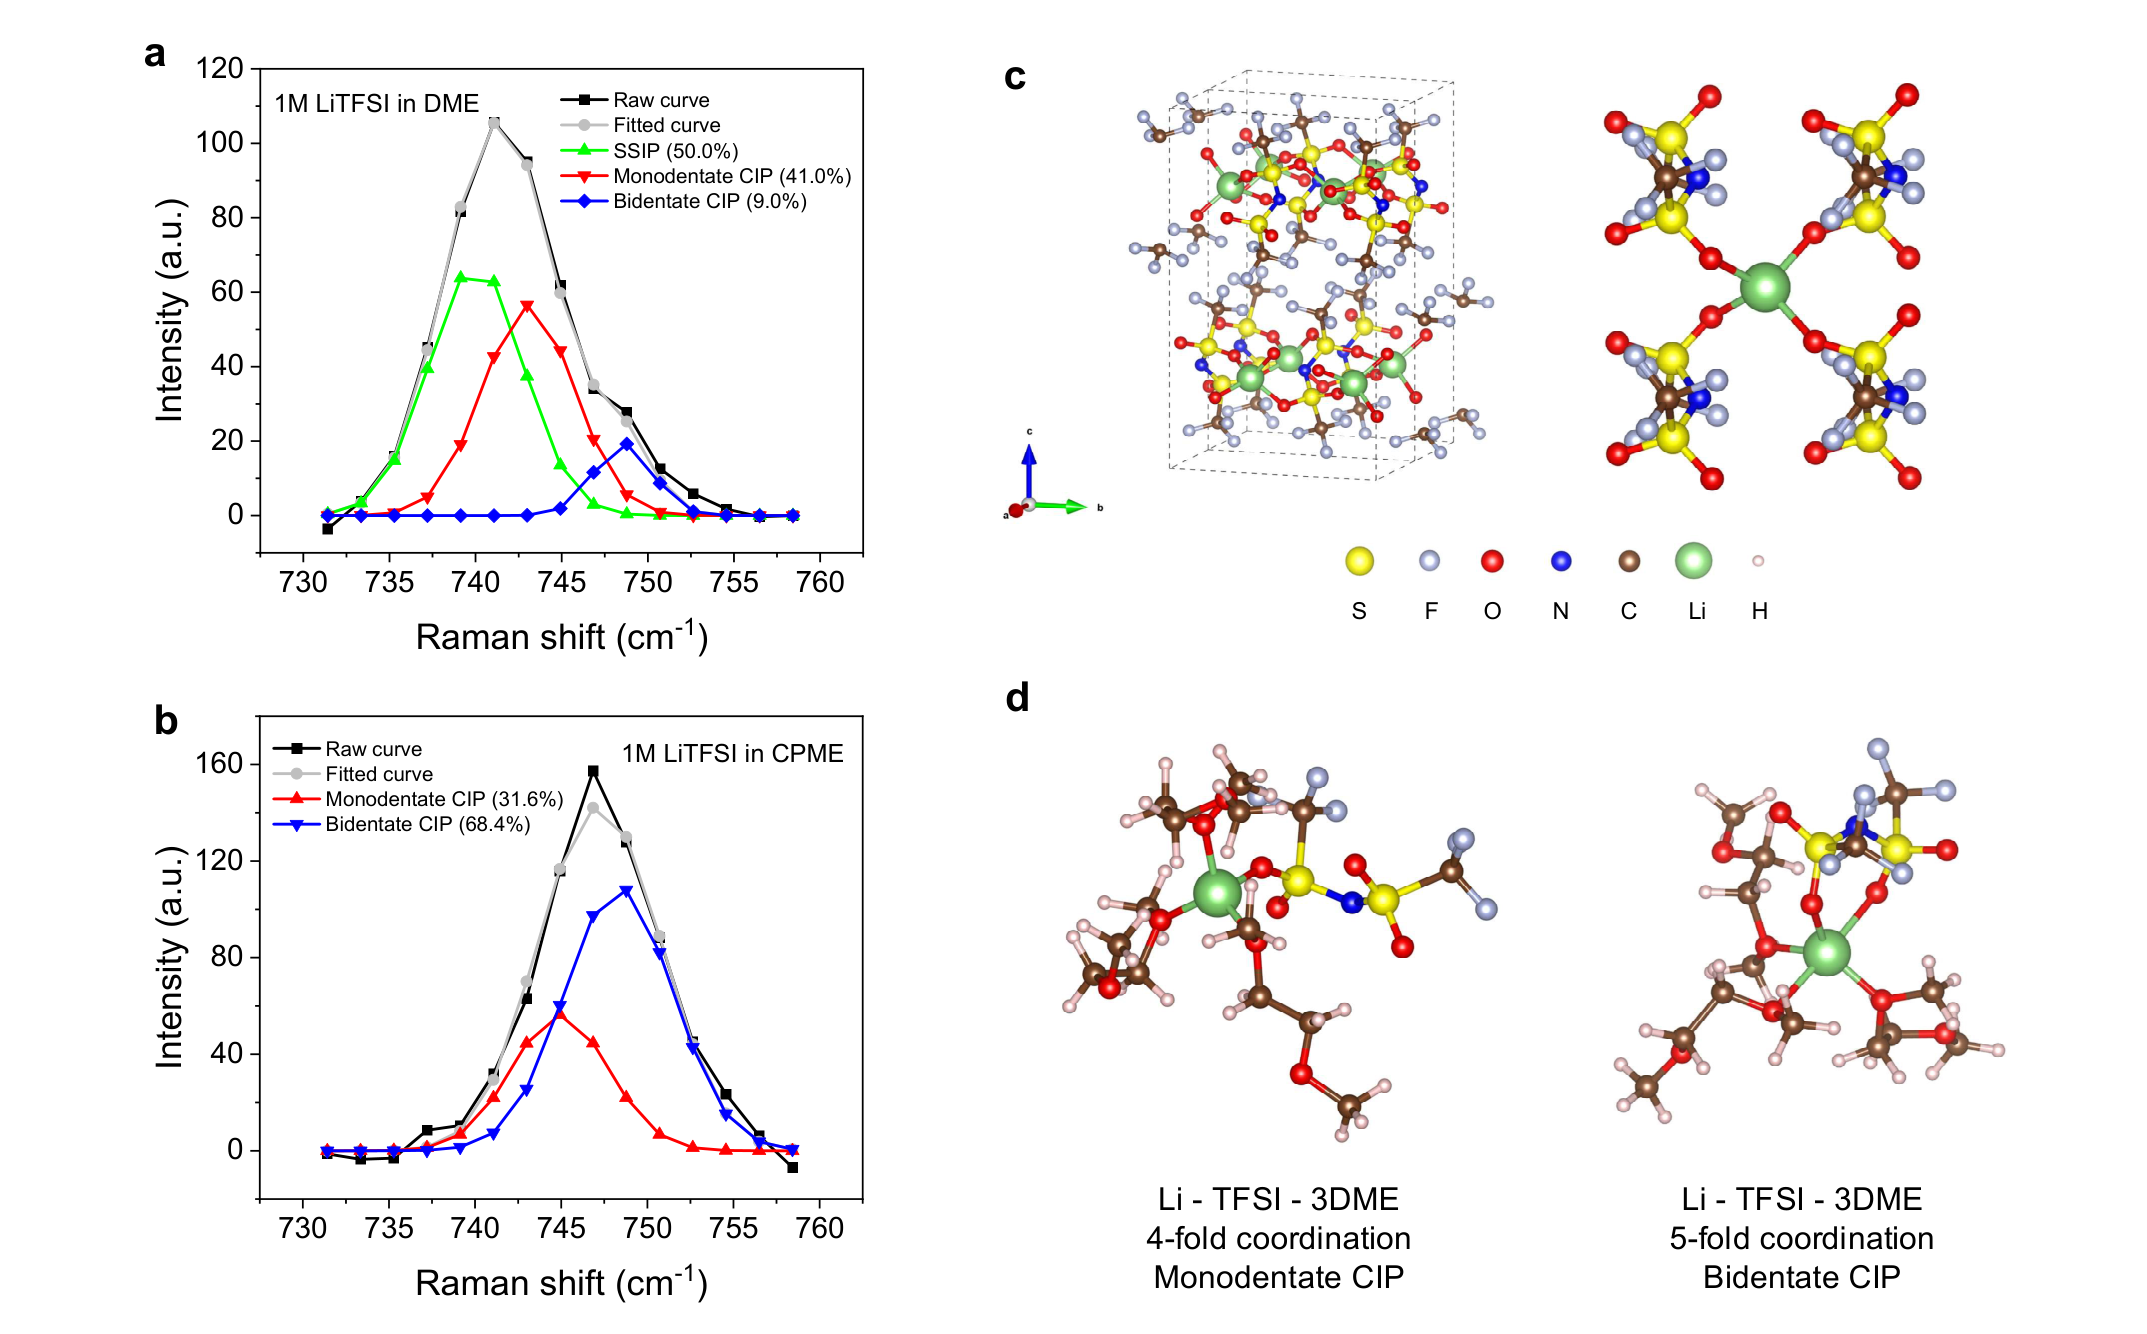 a
120
100
80
60
40
20
0
730 735 740 745 750 755 760
Intensity (a.u.)
Raman shift (cm⁻¹)
1M LiTFSI in DME
Raw curve
Fitted curve
SSIP (50.0%)
Monodentate CIP (41.0%)
Bidentate CIP (9.0%)
b
160
120
80
40
0
730 735 740 745 750 755 760
Intensity (a.u.)
Raman shift (cm⁻¹)
Raw curve
Fitted curve
Monodentate CIP (31.6%)
Bidentate CIP (68.4%)
1M LiTFSI in CPME
c
c
a
b
S F O N C Li H
d
Li - TFSI - 3DME
4-fold coordination
Monodentate CIP
Li - TFSI - 3DME
5-fold coordination
Bidentate CIP